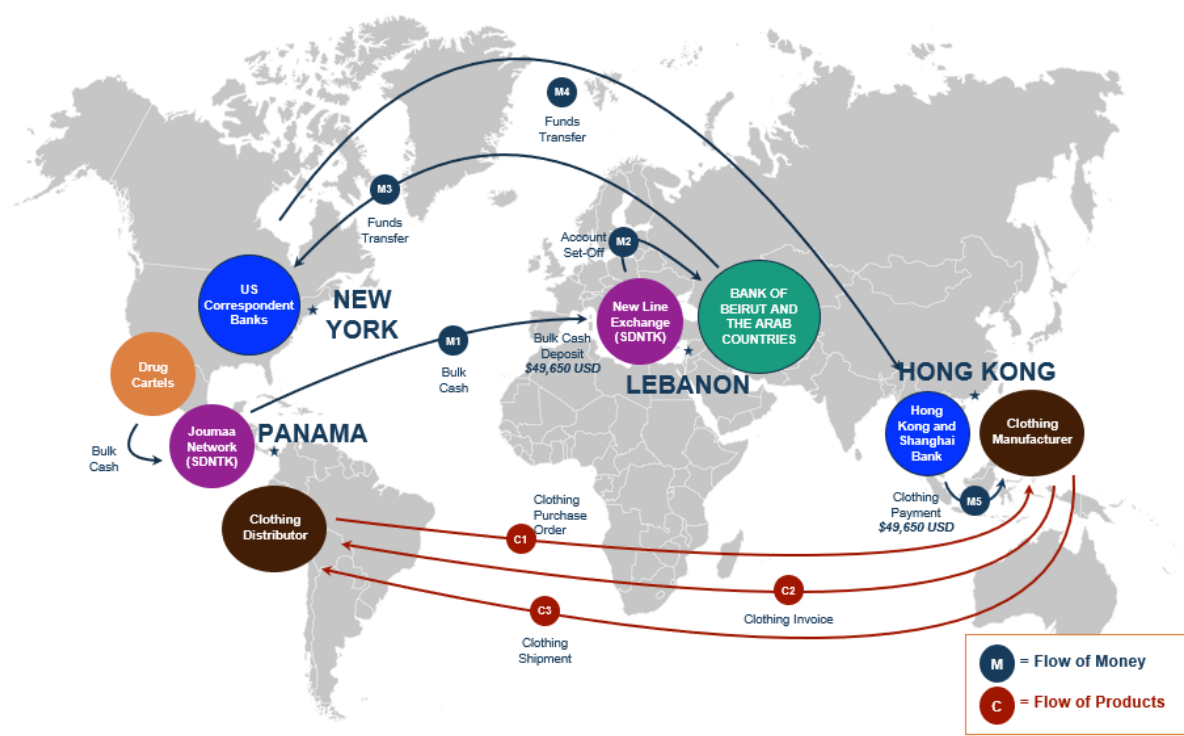 M4
Funds
Transfer
M3
Funds
Transfer
Account
Set-Off
M2
US
Correspondent
Banks
NEW
YORK
New Line
Exchange
(SDNTK)
BANK OF
BEIRUT AND
THE ARAB
COUNTRIES
M1
Bulk
Cash
Bulk Cash
Deposit
$49,650 USD
LEBANON
Drug
Cartels
Bulk
Cash
Joumaa
Network
(SDNTK)
PANAMA
HONG KONG
Hong
Kong and
Shanghai
Bank
Clothing
Manufacturer
Clothing
Payment
$49,650 USD
M5
Clothing
Distributor
Clothing
Purchase
Order
C1
C2
Clothing Invoice
C3
Clothing
Shipment
M = Flow of Money
C = Flow of Products